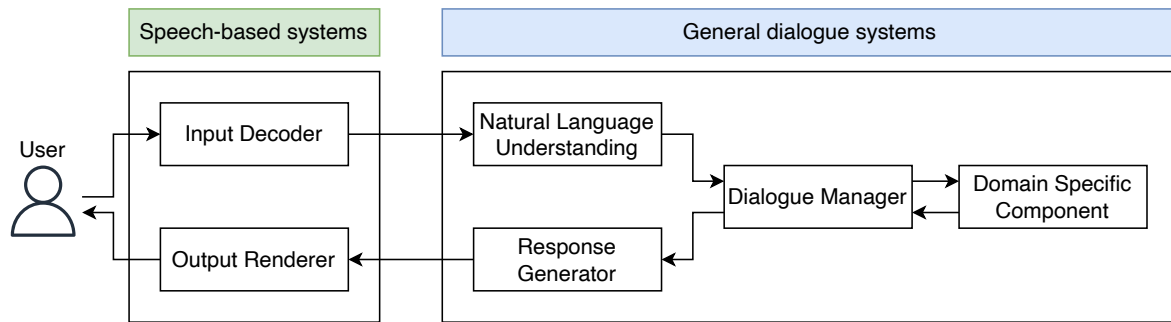 Speech-based systems
General dialogue systems
User
Input Decoder
Natural Language
Understanding
Dialogue Manager
Domain Specific
Component
Output Renderer
Response
Generator